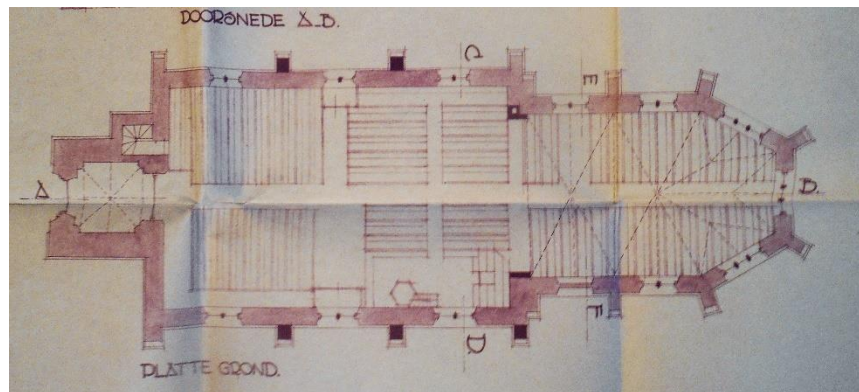 DOORSNEDE A-B.
C
E
A
B.
F
D.
PLATTE GROND.